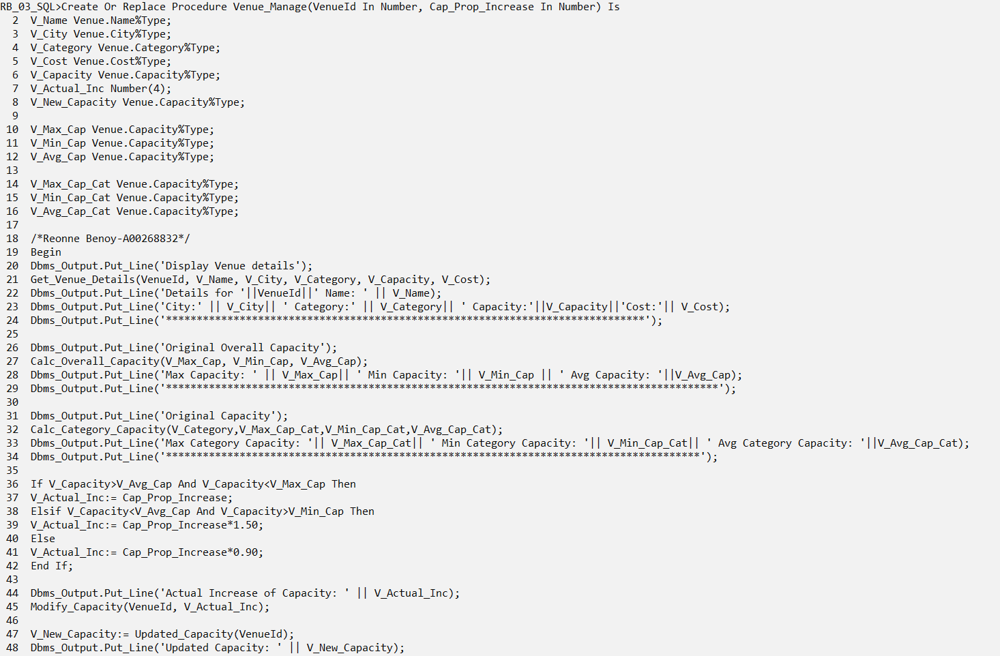 RB_03_SQL>Create Or Replace Procedure Venue_Manage(VenueId In Number, Cap_Prop_Increase In Number) Is
2 V_Name Venue.Name%Type;
3 V_City Venue.City%Type;
4 V_Category Venue.Category%Type;
5 V_Cost Venue.Cost%Type;
6 V_Capacity Venue.Capacity%Type;
7 V_Actual_Inc Number(4);
8 V_New_Capacity Venue.Capacity%Type;
9
10 V_Max_Cap Venue.Capacity%Type;
11 V_Min_Cap Venue.Capacity%Type;
12 V_Avg_Cap Venue.Capacity%Type;
13
14 V_Max_Cap_Cat Venue.Capacity%Type;
15 V_Min_Cap_Cat Venue.Capacity%Type;
16 V_Avg_Cap_Cat Venue.Capacity%Type;
17
18 /*Reonne Benoy-A00268832*/
19 Begin
20 Dbms_Output.Put_Line('Display Venue details');
21 Get_Venue_Details(VenueId, V_Name, V_City, V_Category, V_Capacity, V_Cost);
22 Dbms_Output.Put_Line('Details for '||VenueId||' Name: ' || V_Name);
23 Dbms_Output.Put_Line('City:' || V_City|| ' Category:' || V_Category|| ' Capacity:'||V_Capacity||'Cost:'|| V_Cost);
24 Dbms_Output.Put_Line('******************************************************************************');
25
26 Dbms_Output.Put_Line('Original Overall Capacity');
27 Calc_Overall_Capacity(V_Max_Cap, V_Min_Cap, V_Avg_Cap);
28 Dbms_Output.Put_Line('Max Capacity: ' || V_Max_Cap|| ' Min Capacity: '|| V_Min_Cap || ' Avg Capacity: '||V_Avg_Cap);
29 Dbms_Output.Put_Line('******************************************************************************************');
30
31 Dbms_Output.Put_Line('Original Capacity');
32 Calc_Category_Capacity(V_Category,V_Max_Cap_Cat,V_Min_Cap_Cat,V_Avg_Cap_Cat);
33 Dbms_Output.Put_Line('Max Category Capacity: '|| V_Max_Cap_Cat|| ' Min Category Capacity: '|| V_Min_Cap_Cat|| ' Avg Category Capacity: '||V_Avg_Cap_Cat);
34 Dbms_Output.Put_Line('***************************************************************************************');
35
36 If V_Capacity>V_Avg_Cap And V_Capacity<V_Max_Cap Then
37 V_Actual_Inc:= Cap_Prop_Increase;
38 Elsif V_Capacity<V_Avg_Cap And V_Capacity>V_Min_Cap Then
39 V_Actual_Inc:= Cap_Prop_Increase*1.50;
40 Else
41 V_Actual_Inc:= Cap_Prop_Increase*0.90;
42 End If;
43
44 Dbms_Output.Put_Line('Actual Increase of Capacity: ' || V_Actual_Inc);
45 Modify_Capacity(VenueId, V_Actual_Inc);
46
47 V_New_Capacity:= Updated_Capacity(VenueId);
48 Dbms_Output.Put_Line('Updated Capacity: ' || V_New_Capacity);